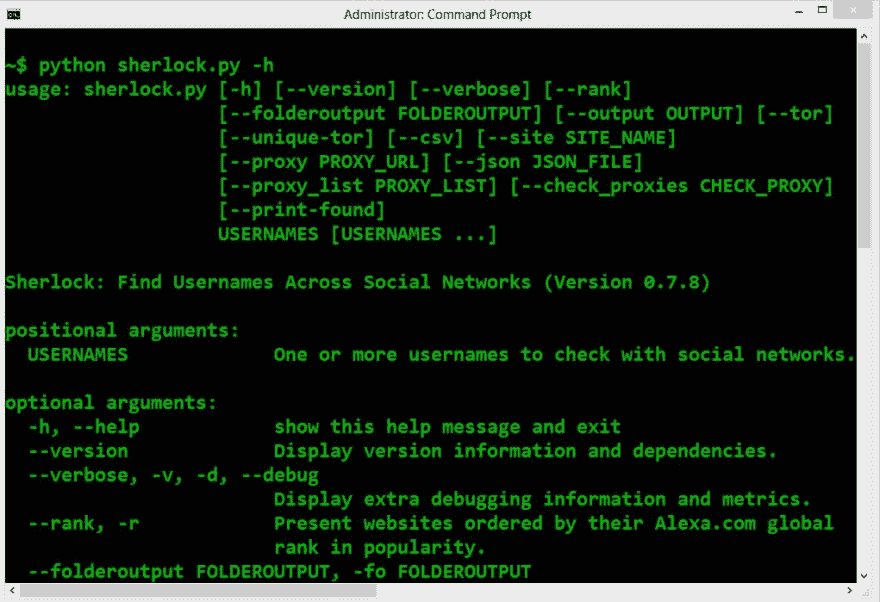 Administrator: Command Prompt
~$ python sherlock.py -h
usage: sherlock.py [-h] [--version] [--verbose] [--rank]
[--folderoutput FOLDEROUTPUT] [--output OUTPUT] [--tor]
[--unique-tor] [--csv] [--site SITE_NAME]
[--proxy PROXY_URL] [--json JSON_FILE]
[--proxy_list PROXY_LIST] [--check_proxies CHECK_PROXY]
[--print-found]
USERNAMES [USERNAMES ...]
Sherlock: Find Usernames Across Social Networks (Version 0.7.8)
positional arguments:
USERNAMES One or more usernames to check with social networks.
optional arguments:
-h, --help show this help message and exit
--version Display version information and dependencies.
--verbose, -v, -d, --debug
Display extra debugging information and metrics.
--rank, -r Present websites ordered by their Alexa.com global
rank in popularity.
--folderoutput FOLDEROUTPUT, -fo FOLDEROUTPUT